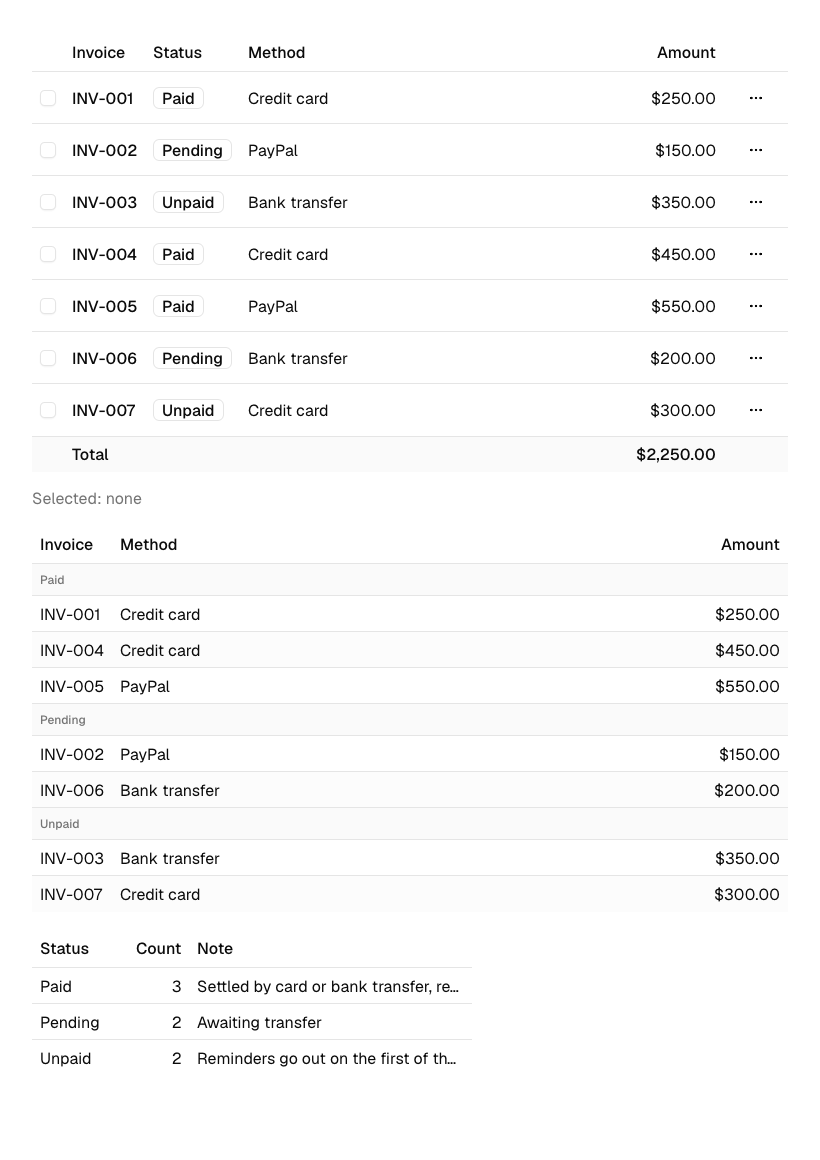 Invoice Status Method Amount
INV-001 Paid Credit card $250.00 ···
INV-002 Pending PayPal $150.00 ···
INV-003 Unpaid Bank transfer $350.00 ···
INV-004 Paid Credit card $450.00 ···
INV-005 Paid PayPal $550.00 ···
INV-006 Pending Bank transfer $200.00 ···
INV-007 Unpaid Credit card $300.00 ···
Total $2,250.00
Selected: none
Invoice Method Amount
Paid
INV-001 Credit card $250.00
INV-004 Credit card $450.00
INV-005 PayPal $550.00
Pending
INV-002 PayPal $150.00
INV-006 Bank transfer $200.00
Unpaid
INV-003 Bank transfer $350.00
INV-007 Credit card $300.00
Status Count Note
Paid 3 Settled by card or bank transfer, re…
Pending 2 Awaiting transfer
Unpaid 2 Reminders go out on the first of th…